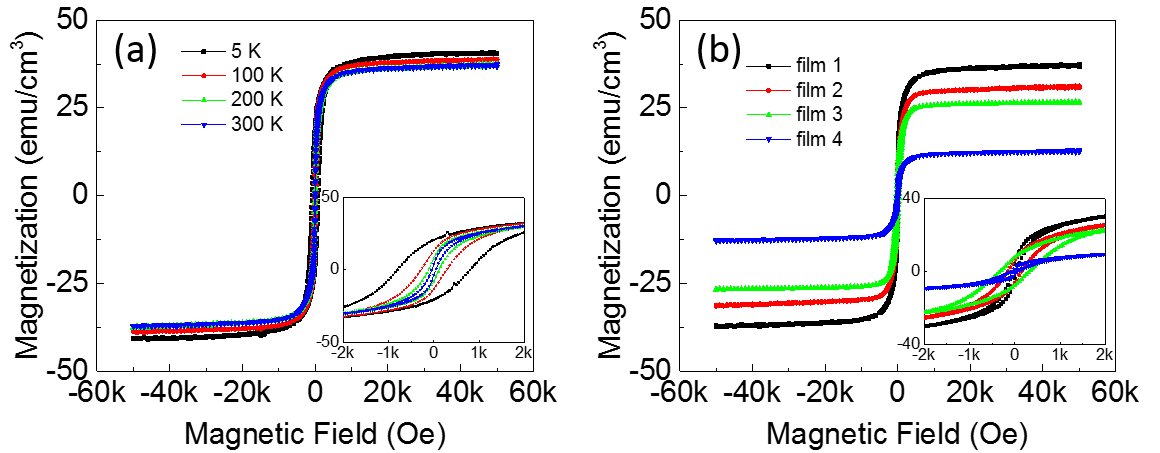 (a)
5 K
100 K
200 K
300 K
Magnetization (emu/cm³)
50
25
0
-25
-50
-60k -40k -20k 0 20k 40k 60k
Magnetic Field (Oe)
50
0
-50
-2k -1k 0 1k 2k
(b)
film 1
film 2
film 3
film 4
Magnetization (emu/cm³)
50
25
0
-25
-50
-60k -40k -20k 0 20k 40k 60k
Magnetic Field (Oe)
40
0
-40
-2k -1k 0 1k 2k